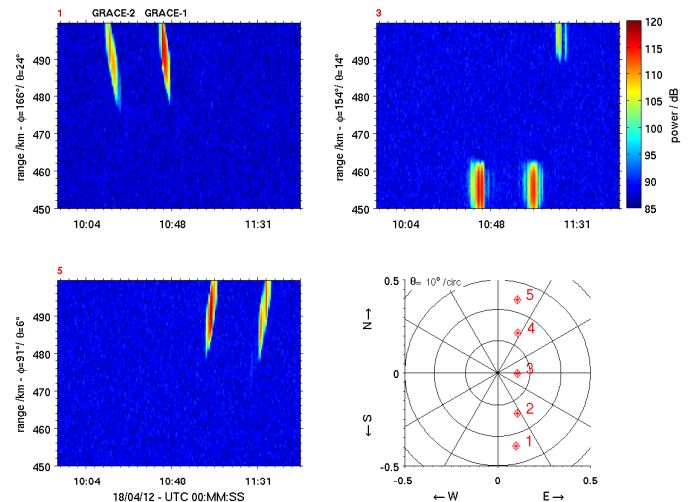 1 GRACE-2 GRACE-1
range /km - ϕ=166°/ θ=24°
490
480
470
460
450
10:04 10:48 11:31
3
range /km - ϕ=154°/ θ=14°
490
480
470
460
450
10:04 10:48 11:31
120
115
110
105
100
95
90
85
power / dB
5
range /km - ϕ=91°/ θ=6°
490
480
470
460
450
10:04 10:48 11:31
18/04/12 - UTC 00:MM:SS
θ= 10° /circ
0.5
0
-0.5
N→
←S
5
4
3
2
1
-0.5 0 0.5
←W E→